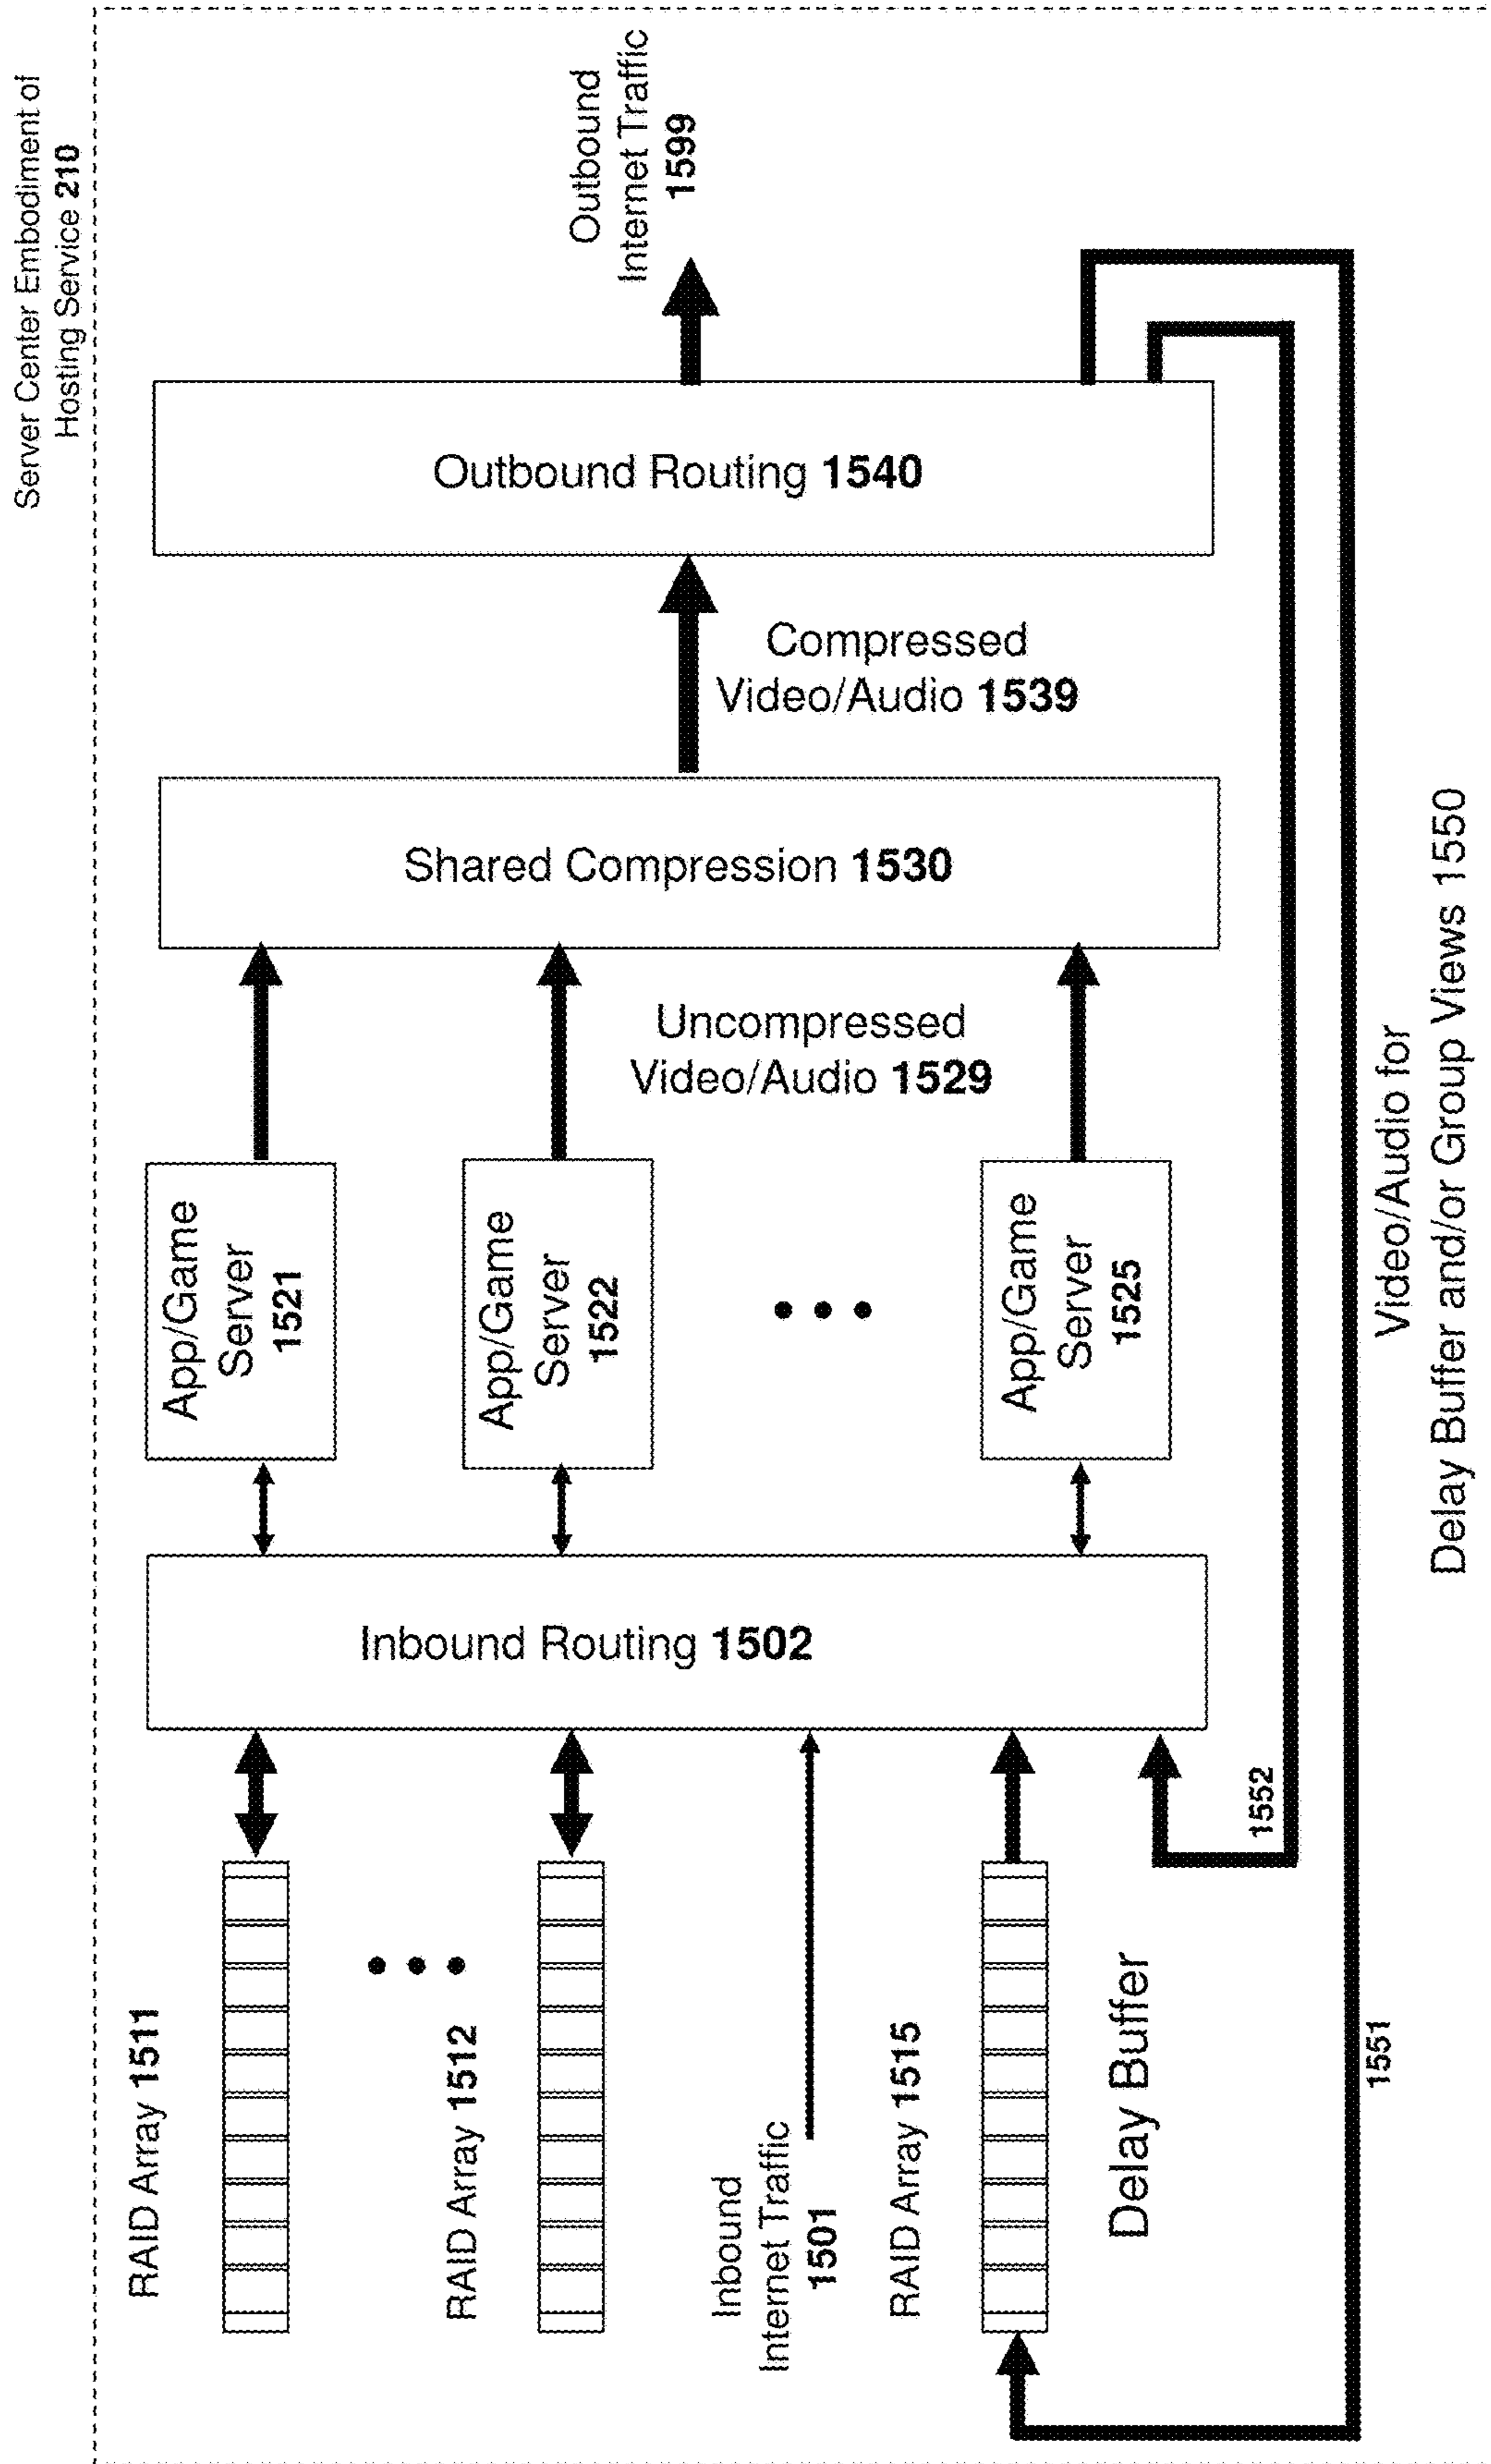 Server Center Embodiment of
Hosting Service 210
RAID Array 1511
RAID Array 1512
Inbound
Internet Traffic
1501
RAID Array 1515
Delay Buffer
Inbound Routing 1502
App/Game
Server
1521
App/Game
Server
1522
App/Game
Server
1525
Uncompressed
Video/Audio 1529
Shared Compression 1530
Compressed
Video/Audio 1539
Outbound Routing 1540
Outbound
Internet Traffic
1599
1552
1551
Video/Audio for
Delay Buffer and/or Group Views 1550